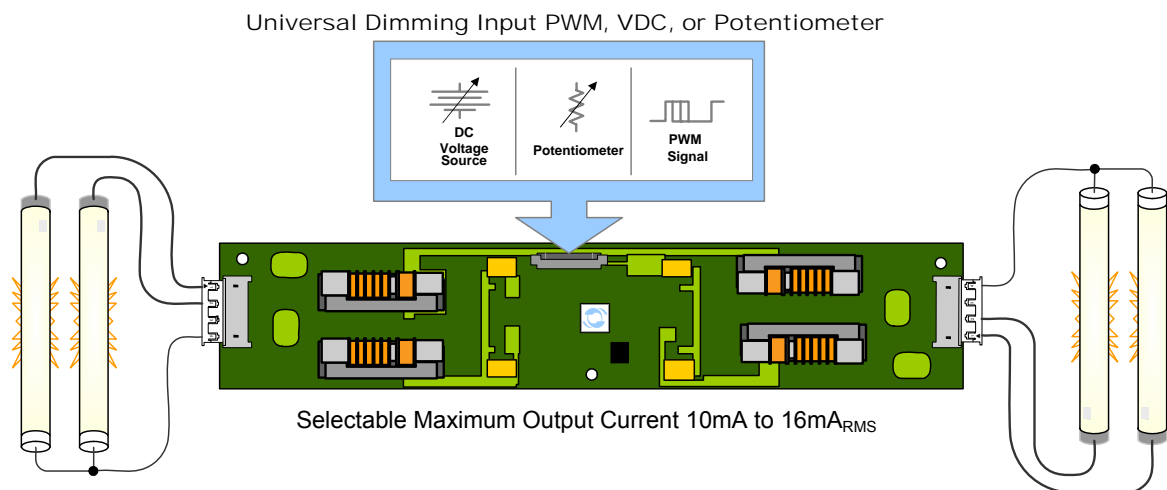 Universal Dimming Input PWM, VDC, or Potentiometer
DC
Voltage
Source
Potentiometer
PWM
Signal
Selectable Maximum Output Current 10mA to 16mARMS